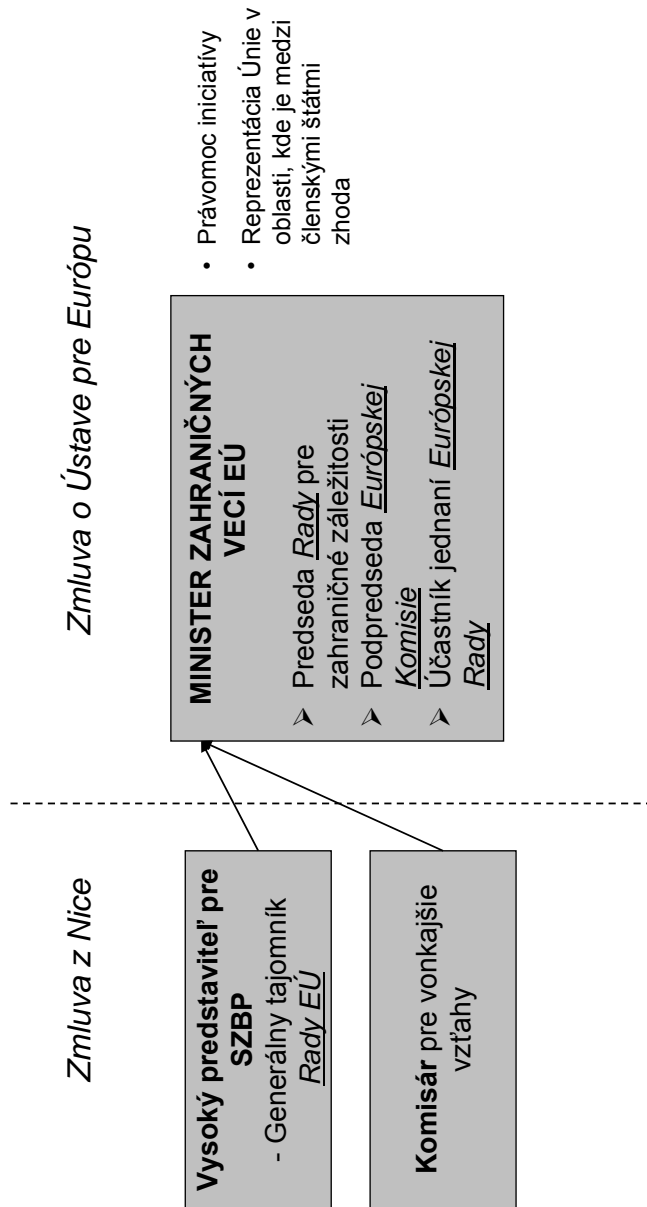 Zmluva z Nice
Vysoký predstaviteľ pre
SZBP
- Generálny tajomník
Rady EÚ
Komisár pre vonkajšie
vzťahy
Zmluva o Ústave pre Európu
MINISTER ZAHRANIČNÝCH
VECÍ EÚ
➢ Predseda Rady pre
zahraničné záležitosti
➢ Podpredseda Európskej
Komisie
➢ Účastník jednaní Európskej
Rady
• Právomoc iniciatívy
• Reprezentácia Únie v
oblasti, kde je medzi
členskými štátmi
zhoda